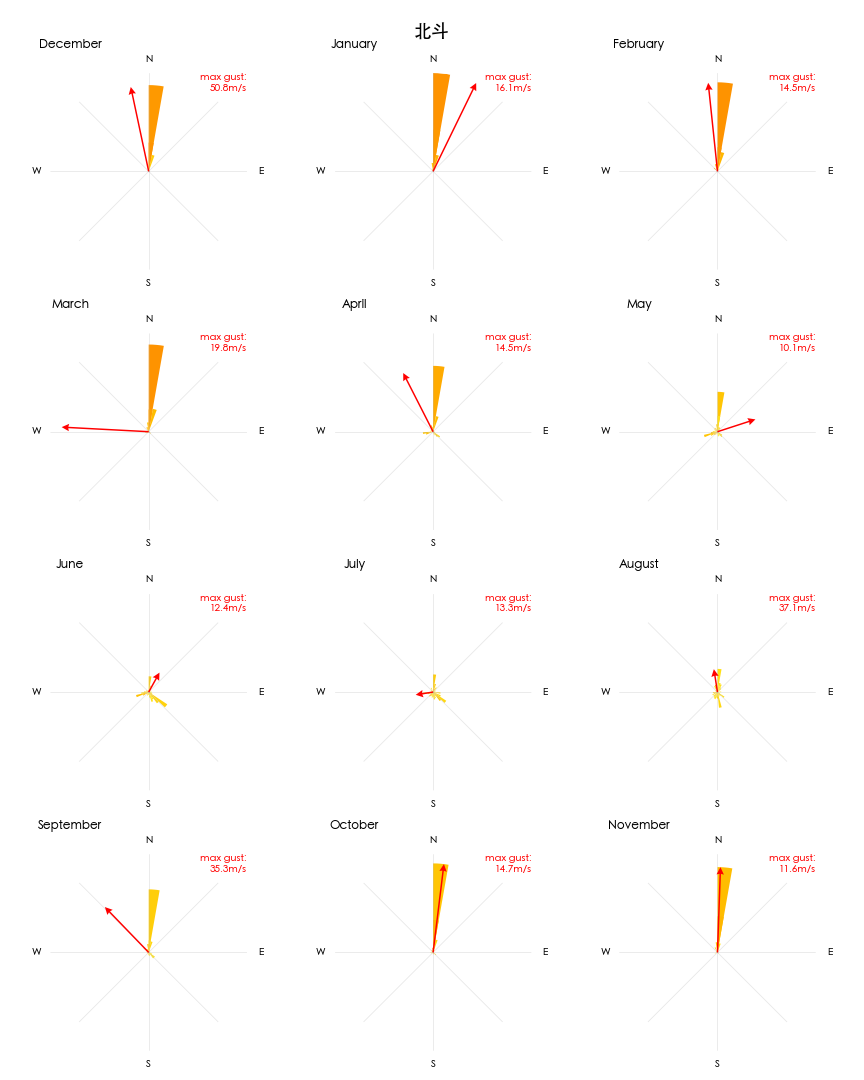 北斗
December
N
max gust:
50.8m/s
W
E
S
January
N
max gust:
16.1m/s
W
E
S
February
N
max gust:
14.5m/s
W
E
S
March
N
max gust:
19.8m/s
W
E
S
April
N
max gust:
14.5m/s
W
E
S
May
N
max gust:
10.1m/s
W
E
S
June
N
max gust:
12.4m/s
W
E
S
July
N
max gust:
13.3m/s
W
E
S
August
N
max gust:
37.1m/s
W
E
S
September
N
max gust:
35.3m/s
W
E
S
October
N
max gust:
14.7m/s
W
E
S
November
N
max gust:
11.6m/s
W
E
S